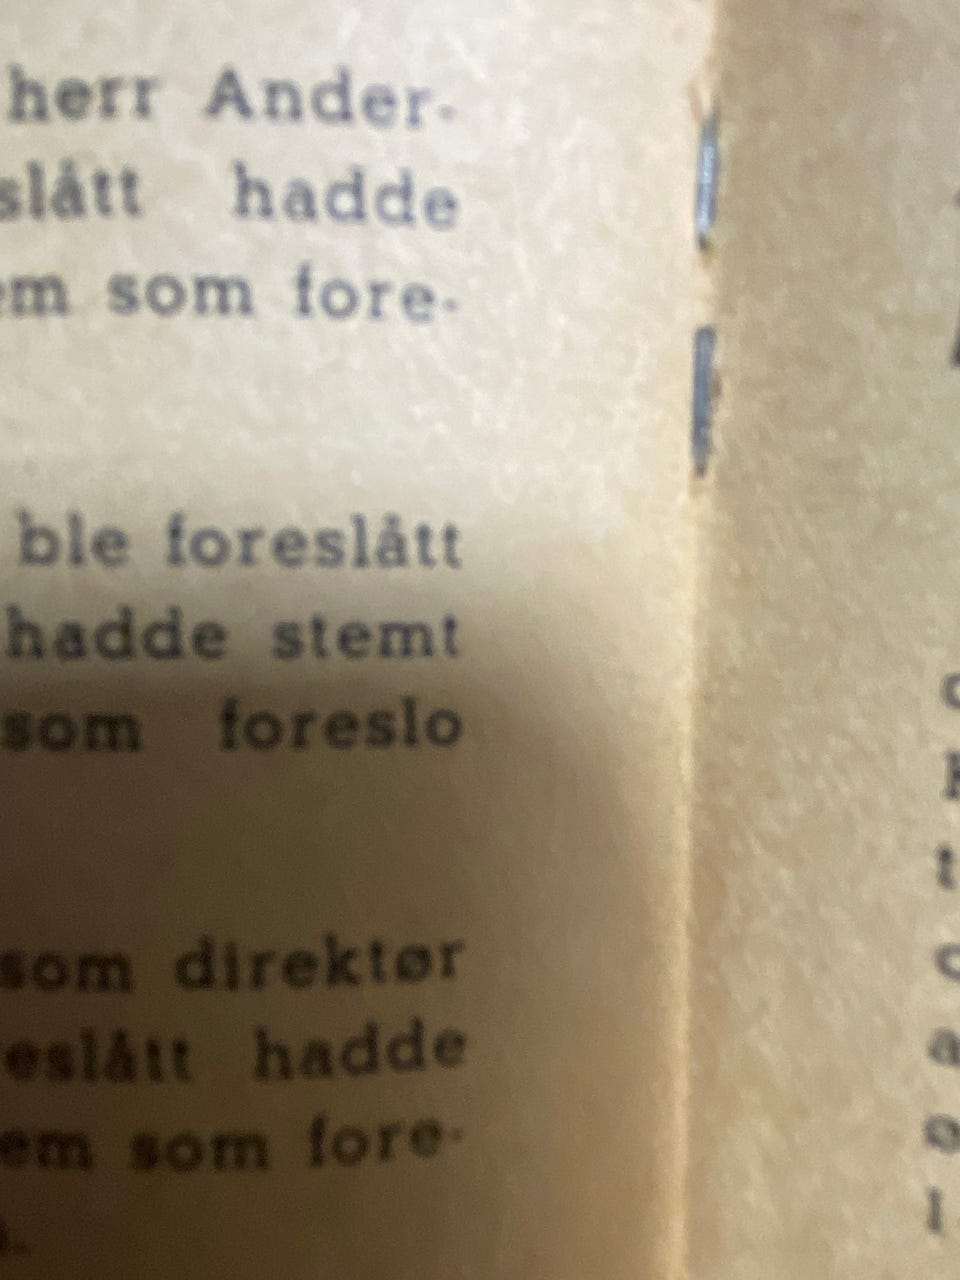 herr Ander-
slått hadde
em som fore-
ble foreslått
hadde stemt
som foreslo
som direktør
eslått hadde
em som fore-